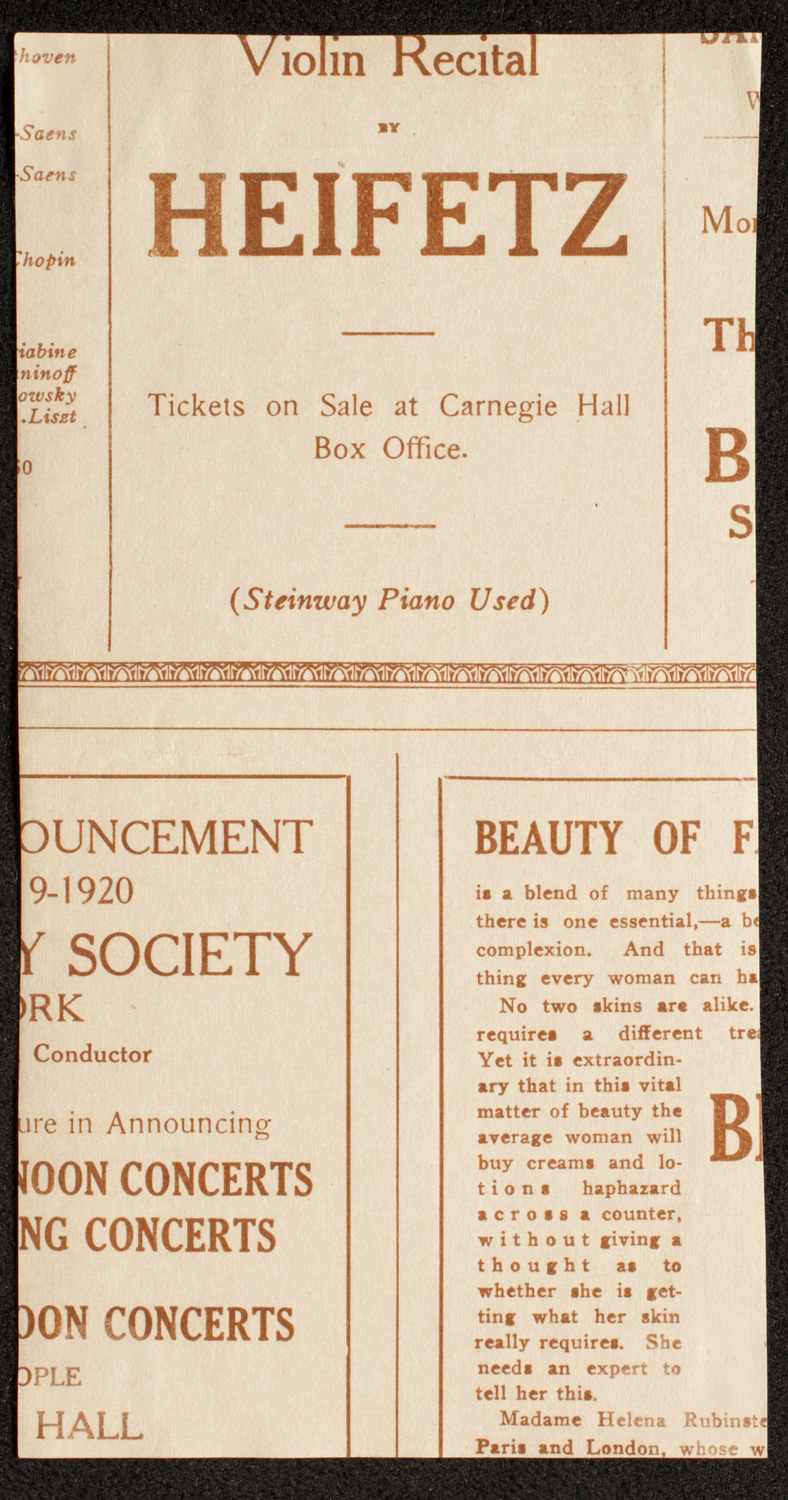 Violin Recital
BY
HEIFETZ
Tickets on Sale at Carnegie Hall
Box Office.
(Steinway Piano Used)
hoven
-Saens
-Saens
Chopin
iabine
ninoff
owsky
.Liszt
Mo
Th
B
S
OUNCEMENT
9-1920
Y SOCIETY
ORK
Conductor
ure in Announcing
NOON CONCERTS
NG CONCERTS
OON CONCERTS
OPLE
HALL
BEAUTY OF F
is a blend of many things
there is one essential,—a be
complexion. And that is
thing every woman can ha
No two skins are alike.
requires a different trea
Yet it is extraordin-
ary that in this vital
matter of beauty the
average woman will
buy creams and lo-
tions haphazard
across a counter,
without giving a
thought as to
whether she is get-
ting what her skin
really requires. She
needs an expert to
tell her this.
B
Madame Helena Rubinste
Paris and London, whose w